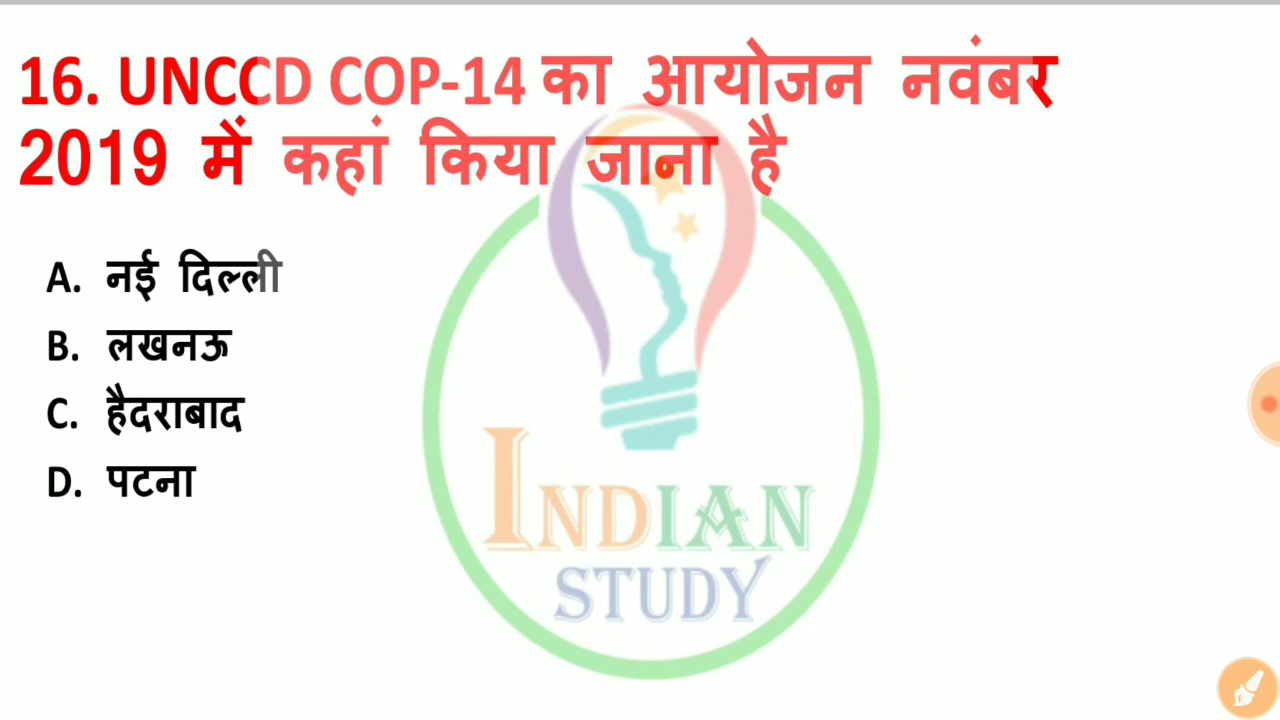 16. UNCCD COP-14 का आयोजन नवंबर
2019 में कहां किया जाना है
A. नई दिल्ली
B. लखनऊ
C. हैदराबाद
D. पटना
INDIAN
STUDY